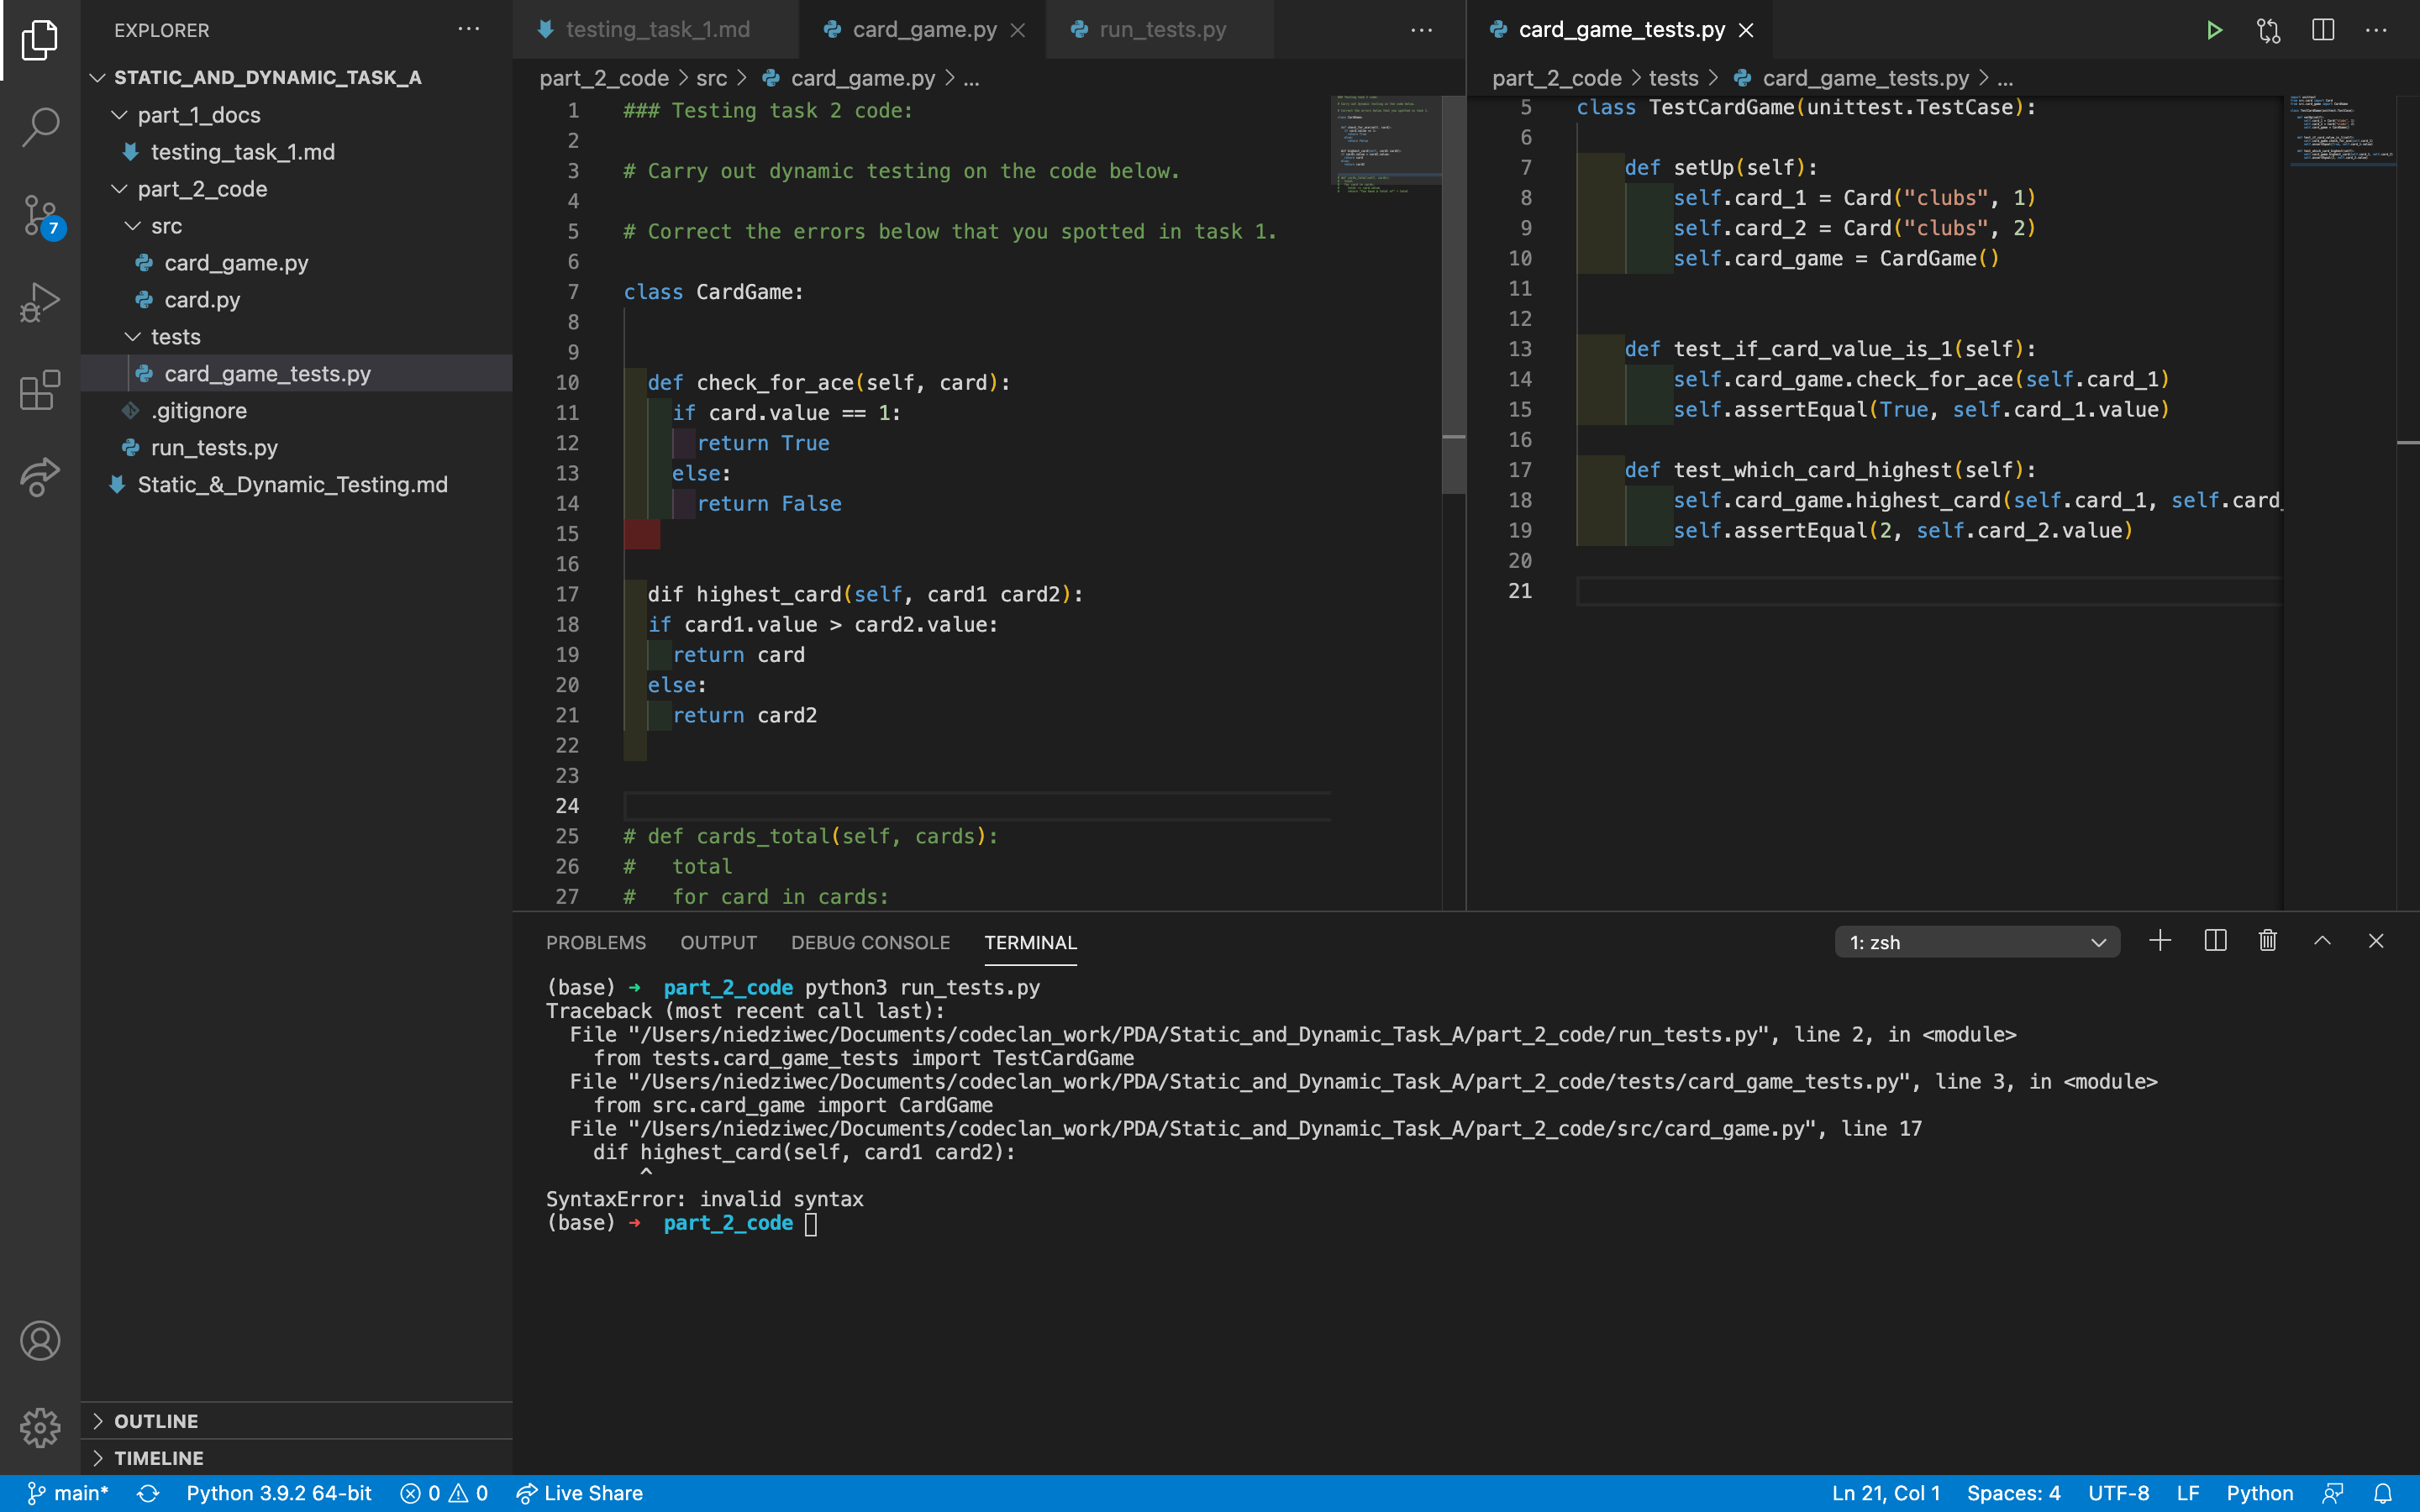 EXPLORER
STATIC_AND_DYNAMIC_TASK_A
part_1_docs
testing_task_1.md
part_2_code
src
card_game.py
card.py
tests
card_game_tests.py
.gitignore
run_tests.py
Static_&_Dynamic_Testing.md
OUTLINE
TIMELINE
7
testing_task_1.md
card_game.py
run_tests.py
part_2_code > src > card_game.py > ...
1 ### Testing task 2 code:
2
3 # Carry out dynamic testing on the code below.
4
5 # Correct the errors below that you spotted in task 1.
6
7 class CardGame:
8
9
10 def check_for_ace(self, card):
11 if card.value == 1:
12 return True
13 else:
14 return False
15
16
17 dif highest_card(self, card1 card2):
18 if card1.value > card2.value:
19 return card
20 else:
21 return card2
22
23
24
25 # def cards_total(self, cards):
26 #   total
27 #   for card in cards:
card_game_tests.py
part_2_code > tests > card_game_tests.py > ...
5 class TestCardGame(unittest.TestCase):
6
7 def setUp(self):
8 self.card_1 = Card("clubs", 1)
9 self.card_2 = Card("clubs", 2)
10 self.card_game = CardGame()
11
12
13 def test_if_card_value_is_1(self):
14 self.card_game.check_for_ace(self.card_1)
15 self.assertEqual(True, self.card_1.value)
16
17 def test_which_card_highest(self):
18 self.card_game.highest_card(self.card_1, self.card_
19 self.assertEqual(2, self.card_2.value)
20
21
PROBLEMS OUTPUT DEBUG CONSOLE TERMINAL
1: zsh
(base) ➜ part_2_code python3 run_tests.py
Traceback (most recent call last):
File "/Users/niedziwec/Documents/codeclan_work/PDA/Static_and_Dynamic_Task_A/part_2_code/run_tests.py", line 2, in <module>
from tests.card_game_tests import TestCardGame
File "/Users/niedziwec/Documents/codeclan_work/PDA/Static_and_Dynamic_Task_A/part_2_code/tests/card_game_tests.py", line 3, in <module>
from src.card_game import CardGame
File "/Users/niedziwec/Documents/codeclan_work/PDA/Static_and_Dynamic_Task_A/part_2_code/src/card_game.py", line 17
dif highest_card(self, card1 card2):
^
SyntaxError: invalid syntax
(base) ➜ part_2_code
main* Python 3.9.2 64-bit 0 0 Live Share Ln 21, Col 1 Spaces: 4 UTF-8 LF Python